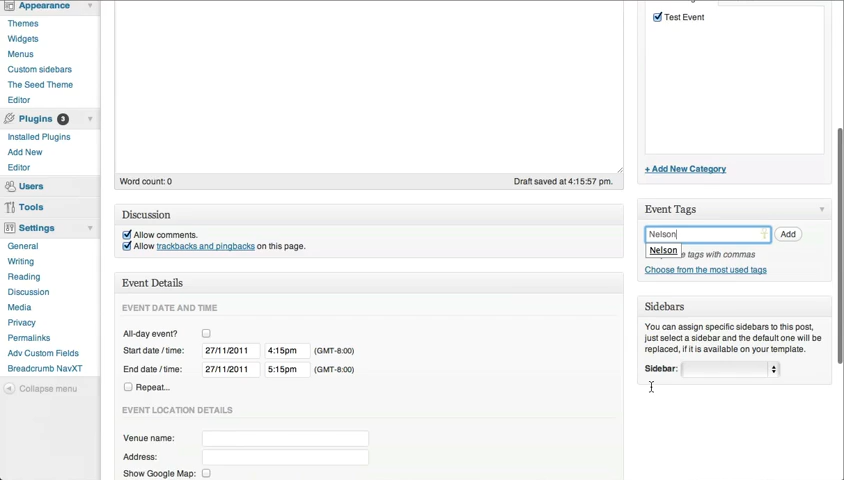 Appearance
Themes
Widgets
Menus
Custom sidebars
The Seed Theme
Editor
Plugins 3
Installed Plugins
Add New
Editor
Users
Tools
Settings
General
Writing
Reading
Discussion
Media
Privacy
Permalinks
Adv Custom Fields
Breadcrumb NavXT
Collapse menu
Word count: 0
Draft saved at 4:15:57 pm.
Discussion
Allow comments.
Allow trackbacks and pingbacks on this page.
Event Details
EVENT DATE AND TIME
All-day event?
Start date / time: 27/11/2011 4:15pm (GMT-8:00)
End date / time: 27/11/2011 5:15pm (GMT-8:00)
Repeat...
EVENT LOCATION DETAILS
Venue name:
Address:
Show Google Map:
Test Event
+ Add New Category
Event Tags
Nelson Add
Nelson
tags with commas
Choose from the most used tags
Sidebars
You can assign specific sidebars to this post,
just select a sidebar and the default one will be
replaced, if it is available on your template.
Sidebar: